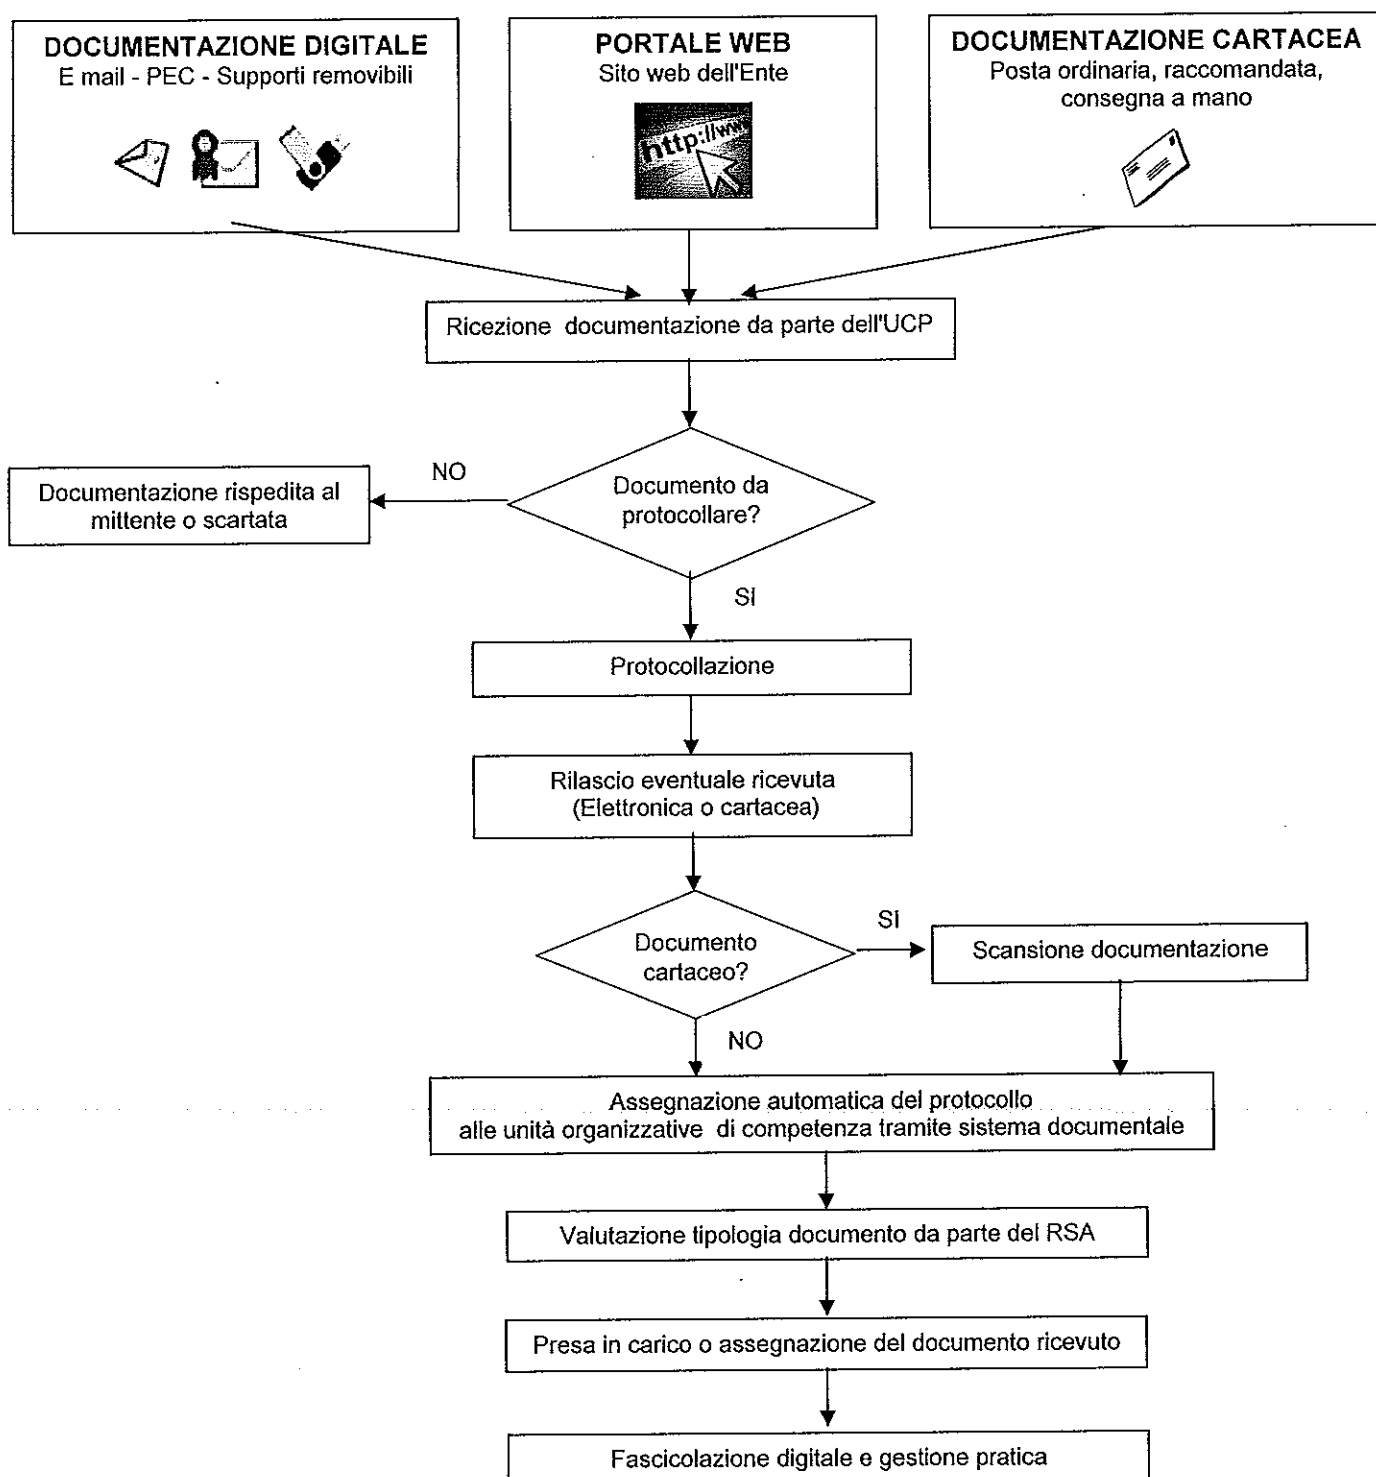 DOCUMENTAZIONE DIGITALE
E mail - PEC - Supporti removibili
PORTALE WEB
Sito web dell'Ente
http://www
DOCUMENTAZIONE CARTACEA
Posta ordinaria, raccomandata,
consegna a mano
Ricezione documentazione da parte dell'UCP
Documento da
protocollare?
NO
Documentazione rispedita al
mittente o scartata
SI
Protocollazione
Rilascio eventuale ricevuta
(Elettronica o cartacea)
Documento
cartaceo?
SI
Scansione documentazione
NO
Assegnazione automatica del protocollo
alle unità organizzative di competenza tramite sistema documentale
Valutazione tipologia documento da parte del RSA
Presa in carico o assegnazione del documento ricevuto
Fascicolazione digitale e gestione pratica